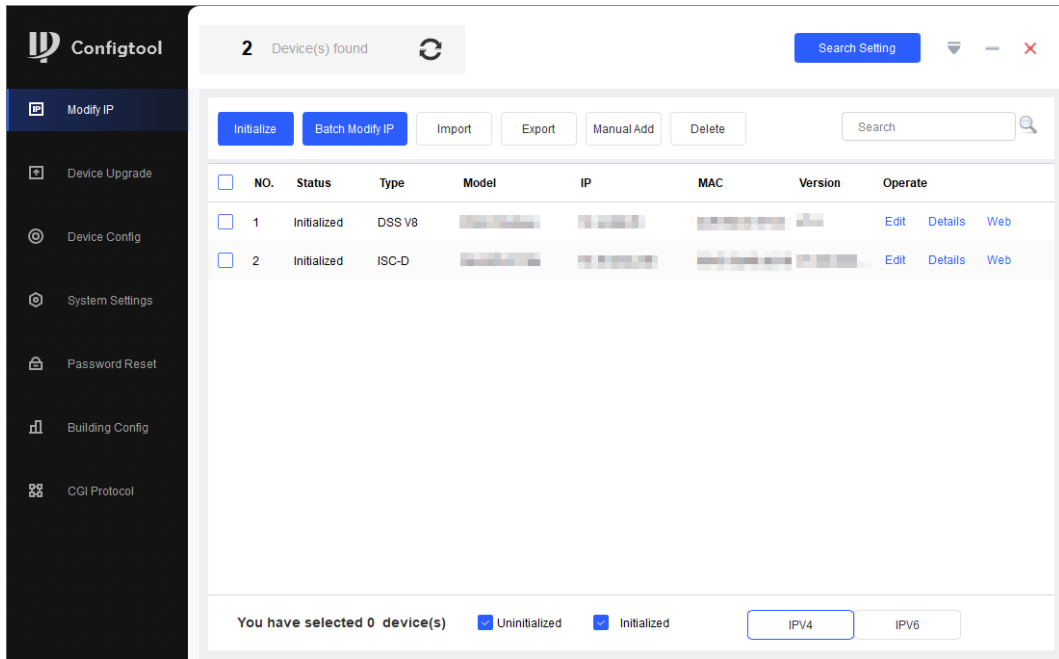 Configtool
2 Device(s) found
Search Setting
Modify IP
Device Upgrade
Device Config
System Settings
Password Reset
Building Config
CGI Protocol
Initialize Batch Modify IP Import Export Manual Add Delete Search
NO. Status Type Model IP MAC Version Operate
1 Initialized DSS V8 Edit Details Web
2 Initialized ISC-D Edit Details Web
You have selected 0 device(s) Uninitialized Initialized IPV4 IPV6